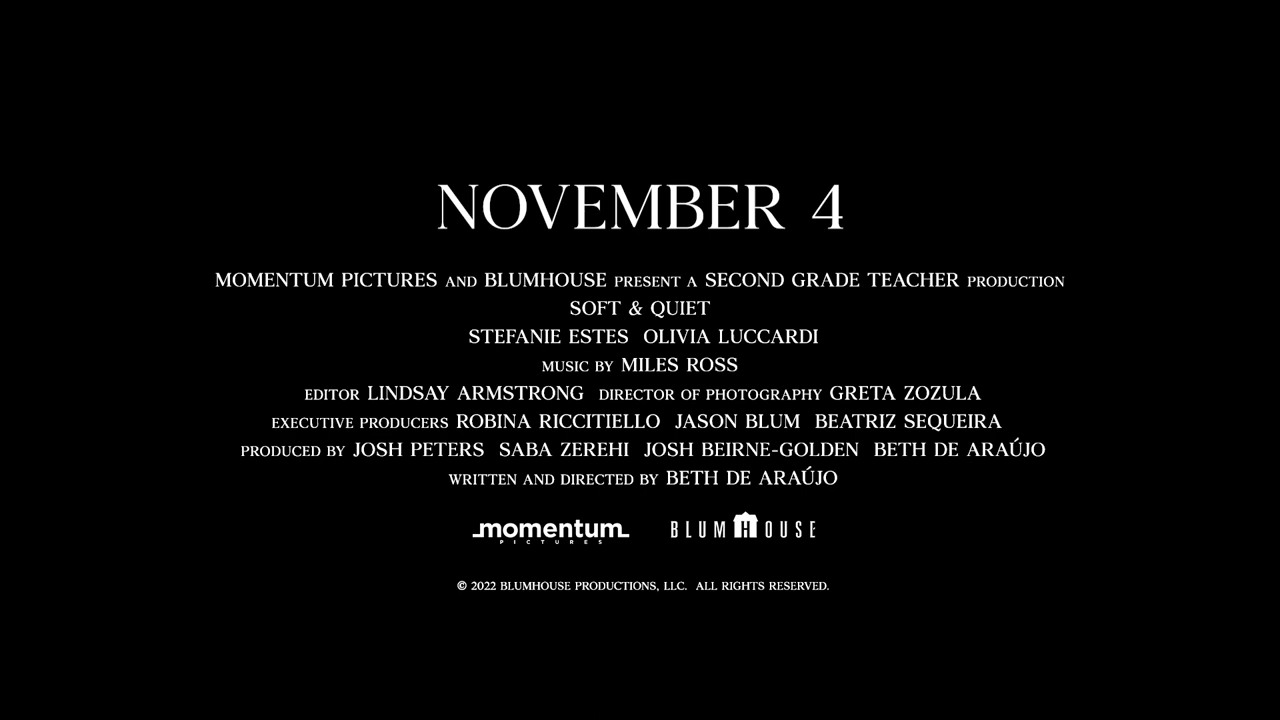 NOVEMBER 4
MOMENTUM PICTURES AND BLUMHOUSE PRESENT A SECOND GRADE TEACHER PRODUCTION
SOFT & QUIET
STEFANIE ESTES OLIVIA LUCCARDI
MUSIC BY MILES ROSS
EDITOR LINDSAY ARMSTRONG DIRECTOR OF PHOTOGRAPHY GRETA ZOZULA
EXECUTIVE PRODUCERS ROBINA RICCITIELLO JASON BLUM BEATRIZ SEQUEIRA
PRODUCED BY JOSH PETERS SABA ZEREHI JOSH BEIRNE-GOLDEN BETH DE ARAÚJO
WRITTEN AND DIRECTED BY BETH DE ARAÚJO
momentum PICTURES BLUMHOUSE
© 2022 BLUMHOUSE PRODUCTIONS, LLC. ALL RIGHTS RESERVED.